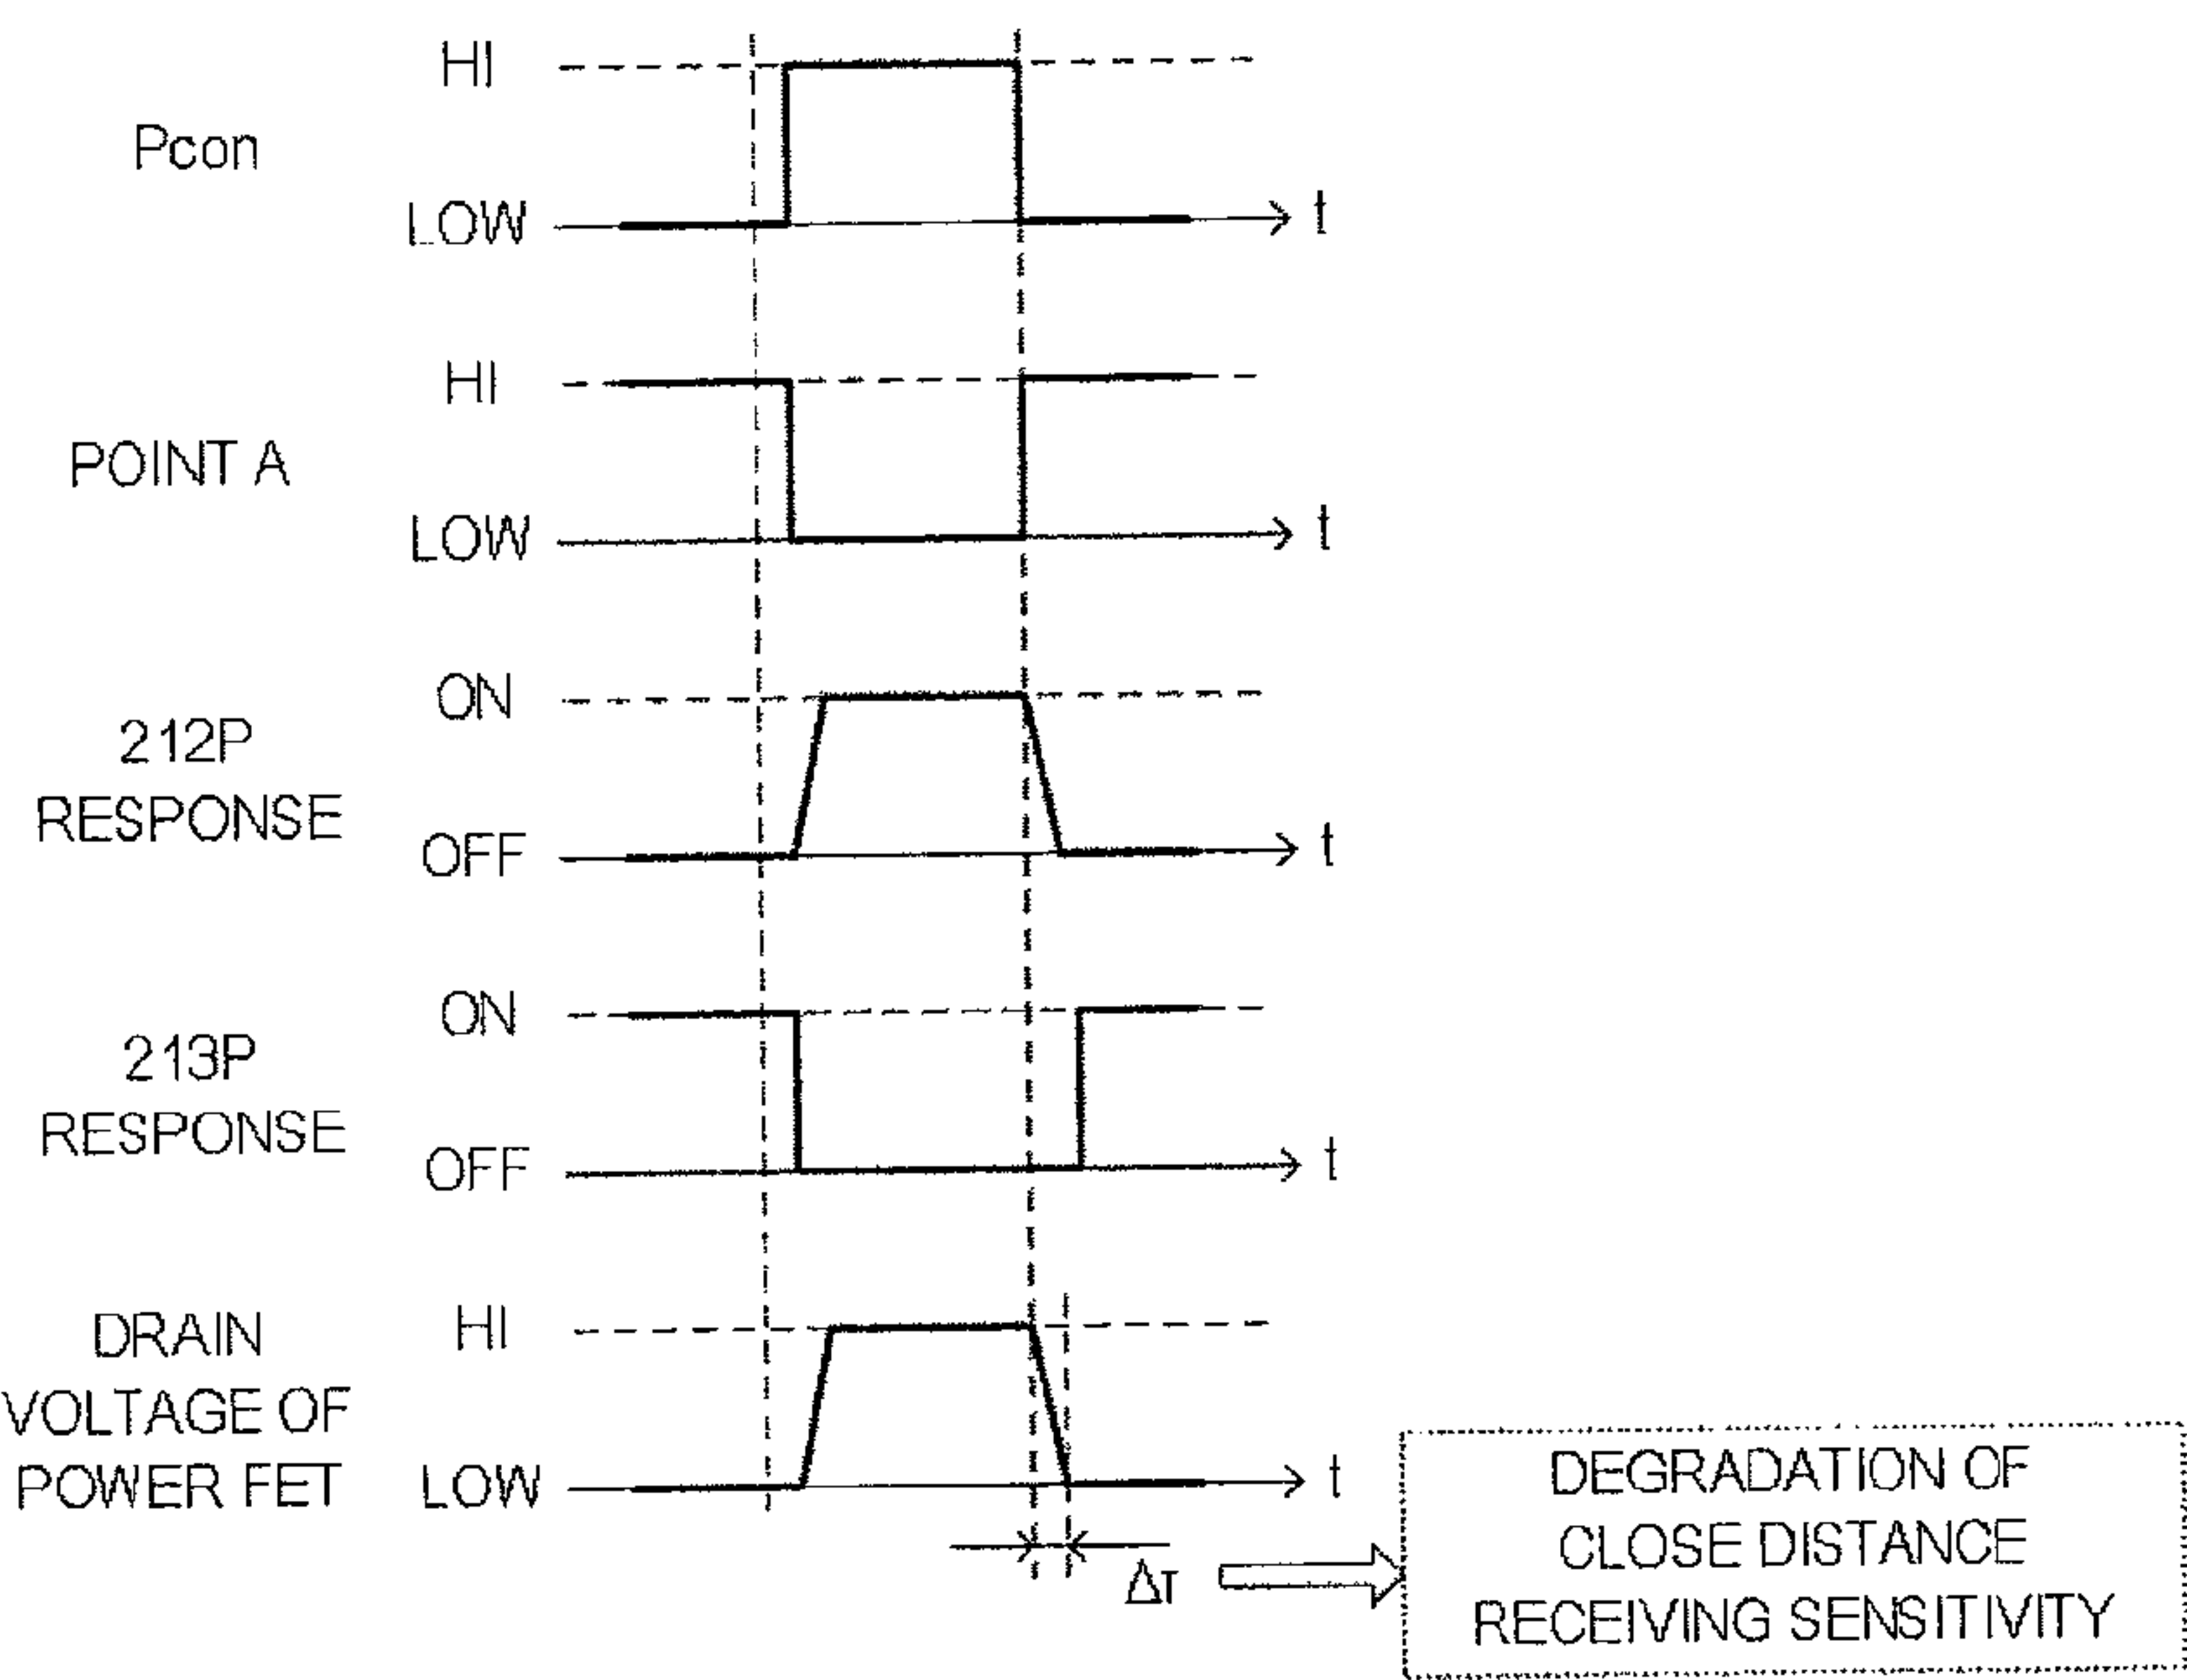 HI
Pcon
LOW
t
HI
POINT A
LOW
t
ON
212P
RESPONSE
OFF
t
ON
213P
RESPONSE
OFF
t
DRAIN
VOLTAGE OF
POWER FET
HI
LOW
t
ΔT
DEGRADATION OF
CLOSE DISTANCE
RECEIVING SENSITIVITY